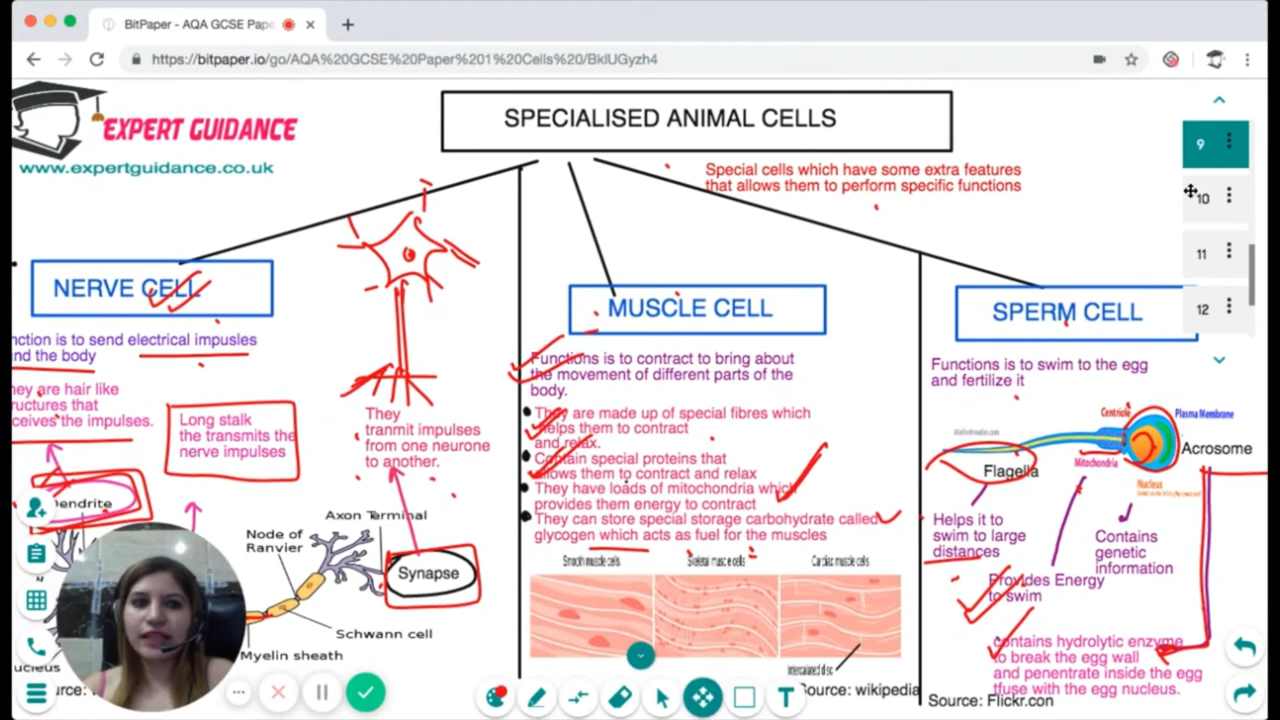 BitPaper - AQA GCSE Pape
https://bitpaper.io/go/AQA%20GCSE%20Paper%201%20Cells%20/BklUGyzh4
EXPERT GUIDANCE
www.expertguidance.co.uk
SPECIALISED ANIMAL CELLS
Special cells which have some extra features
that allows them to perform specific functions
9
10
11
12
NERVE CELL
nction is to send electrical impusles
nd the body
hey are hair like
ructures that
ceives the impulses.
Long stalk
the transmits the
nerve impulses
They
tranmit impulses
from one neurone
to another.
Dendrite
Node of
Ranvier
Axon Terminal
Synapse
Schwann cell
Myelin sheath
ucleus
MUSCLE CELL
Functions is to contract to bring about
the movement of different parts of the
body.
They are made up of special fibres which
helps them to contract
and relax.
Contain special proteins that
allows them to contract and relax
They have loads of mitochondria which
provides them energy to contract
They can store special storage carbohydrate called
glycogen which acts as fuel for the muscles
Smooth muscle cells
Skeletal muscle cells
Cardiac muscle cells
Intercalated disc
Source: wikipedia
SPERM CELL
Functions is to swim to the egg
and fertilize it
Centriole
Plasma Membrane
Acrosome
Mitochondria
Flagella
Nucleus
Helps it to
swim to large
distances
Contains
genetic
information
Provides Energy
to swim
contains hydrolytic enzyme
to break the egg wall
and penentrate inside the egg
tfuse with the egg nucleus.
Source: Flickr.con
T